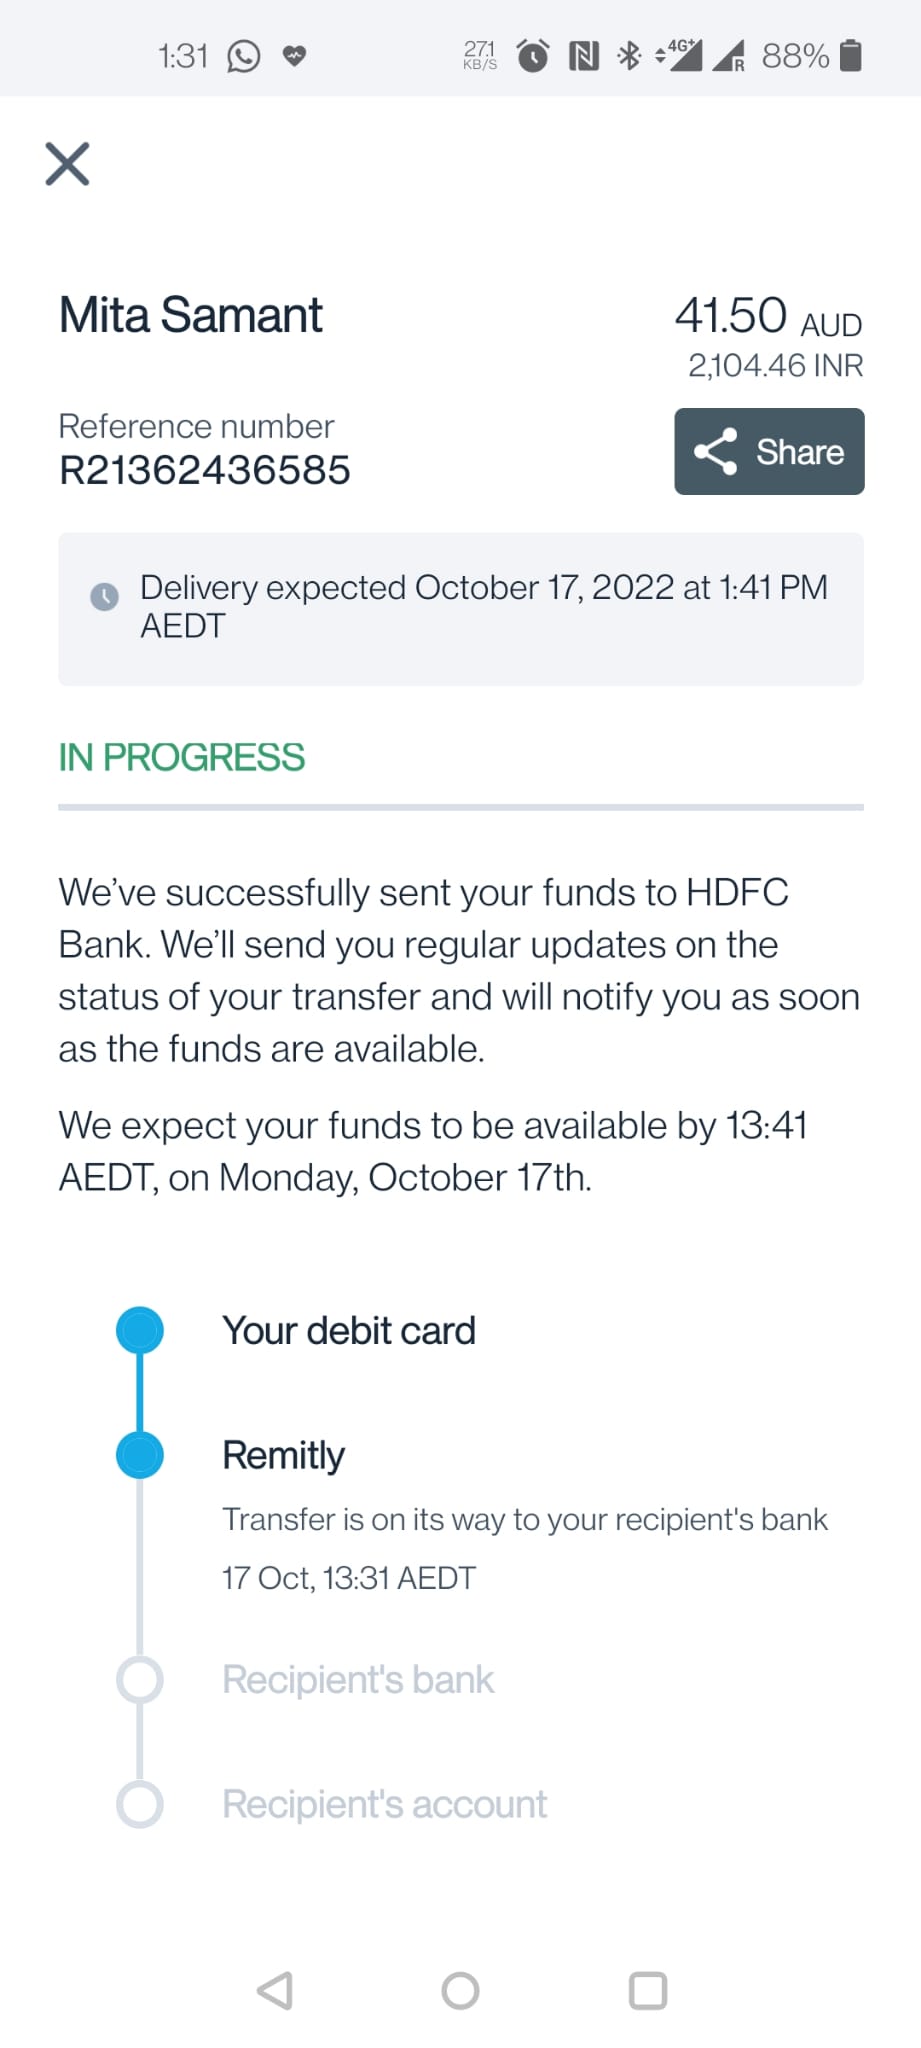 1:31
27.1 KB/S
4G+
R
88%
Mita Samant
41.50 AUD
2,104.46 INR
Reference number
R21362436585
Share
Delivery expected October 17, 2022 at 1:41 PM
AEDT
IN PROGRESS
We've successfully sent your funds to HDFC
Bank. We'll send you regular updates on the
status of your transfer and will notify you as soon
as the funds are available.
We expect your funds to be available by 13:41
AEDT, on Monday, October 17th.
Your debit card
Remitly
Transfer is on its way to your recipient's bank
17 Oct, 13:31 AEDT
Recipient's bank
Recipient's account